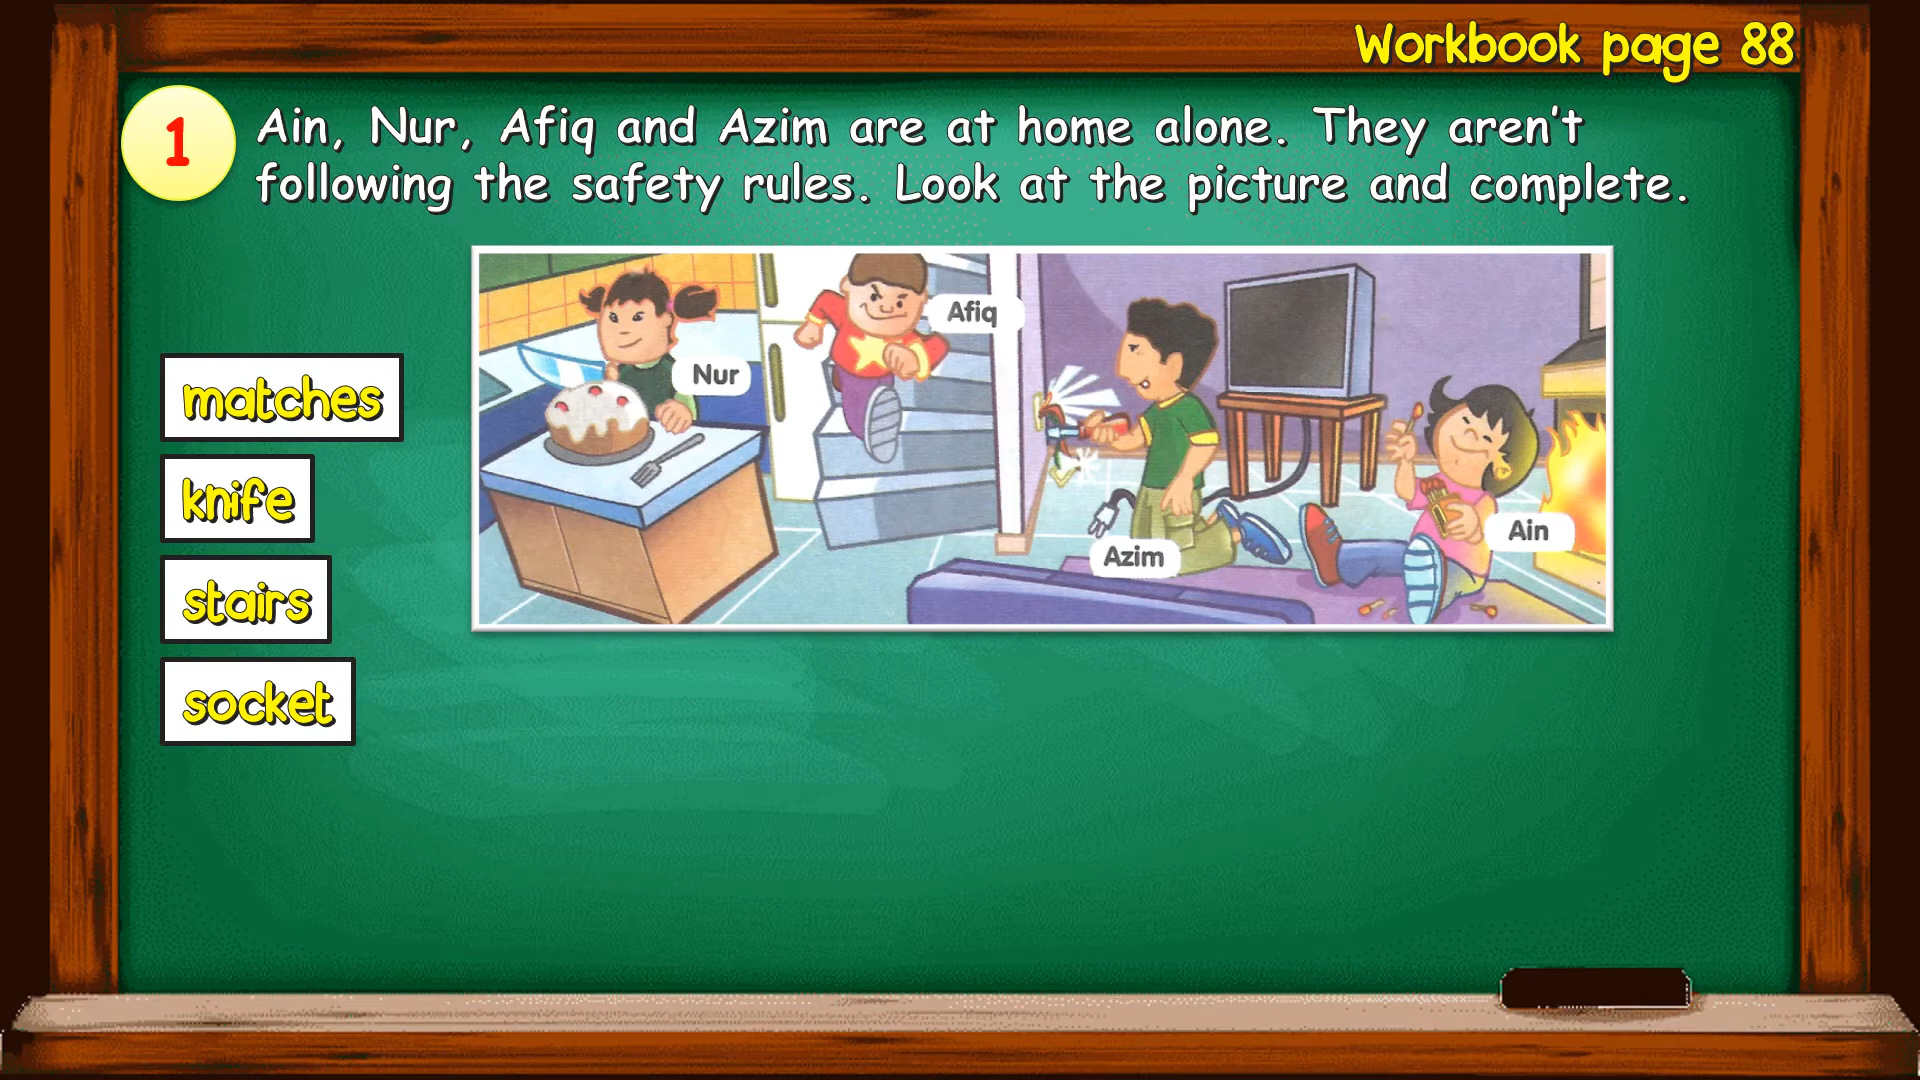 Workbook page 88
1
Ain, Nur, Afiq and Azim are at home alone. They aren't
following the safety rules. Look at the picture and complete.
Afiq
Nur
matches
knife
Ain
Azim
stairs
socket